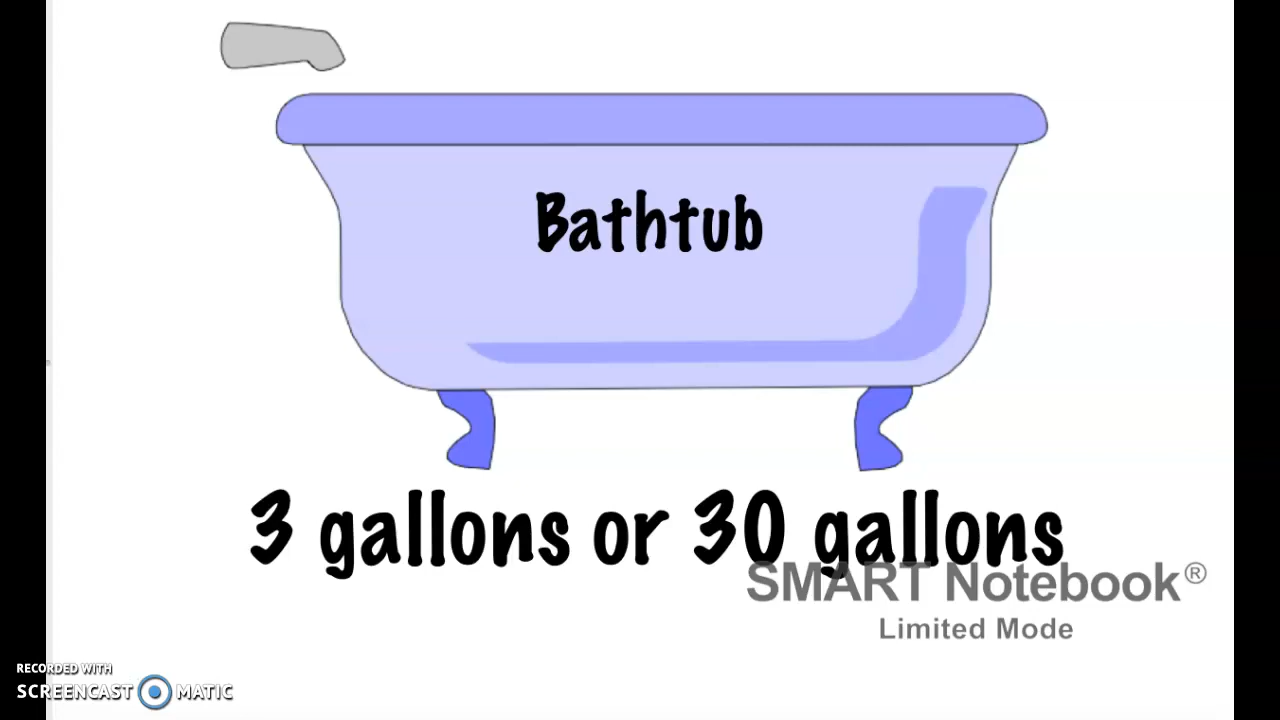 Bathtub
3 gallons or 30 gallons
SMART Notebook®
Limited Mode
RECORDED WITH
SCREENCAST MATIC